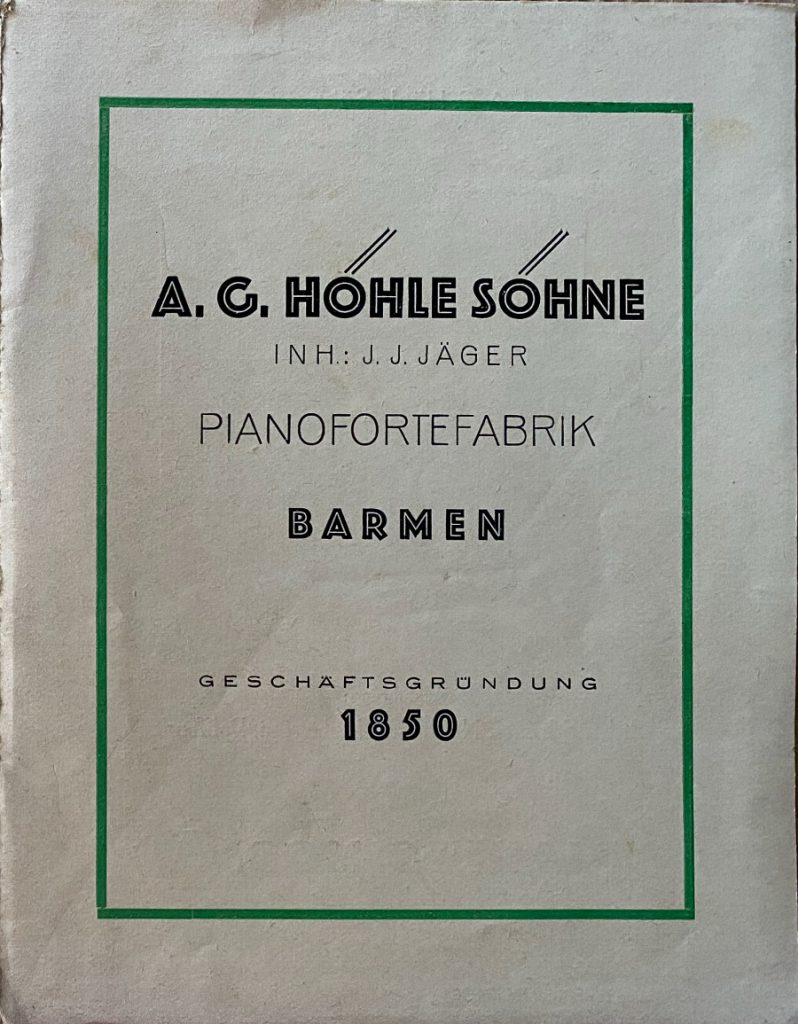 A. G. HÖHLE SÖHNE
INH.: J. J. JÄGER
PIANOFORTEFABRIK
BARMEN
GESCHÄFTSGRÜNDUNG
1850